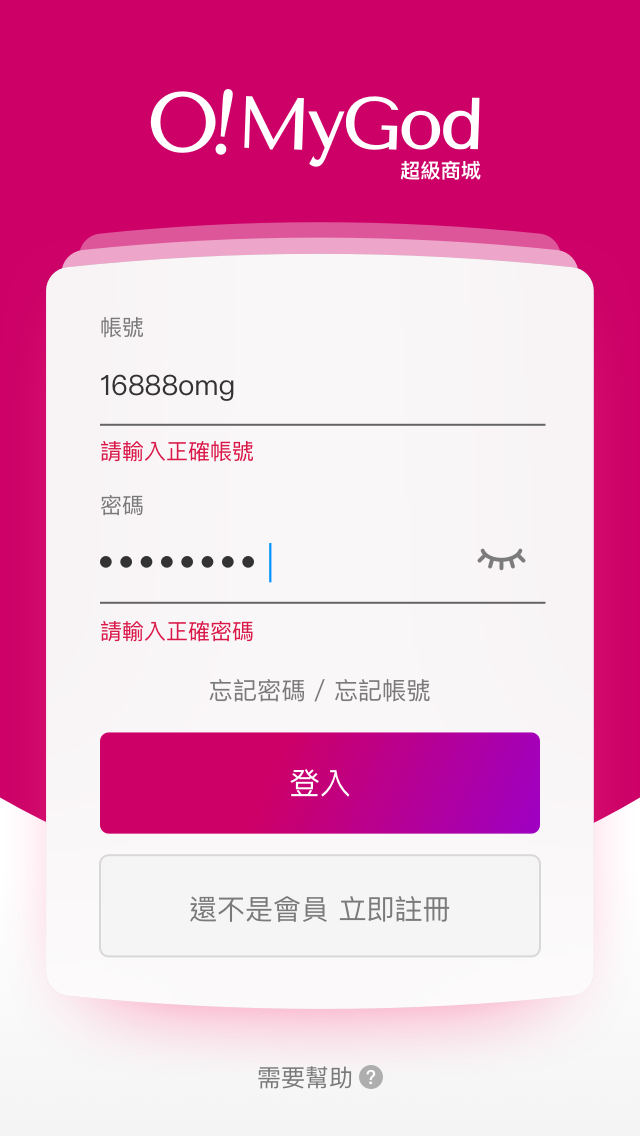 O!MyGod
超級商城
帳號
16888omg
請輸入正確帳號
密碼
••••••••
請輸入正確密碼
忘記密碼 / 忘記帳號
登入
還不是會員 立即註冊
需要幫助 ?